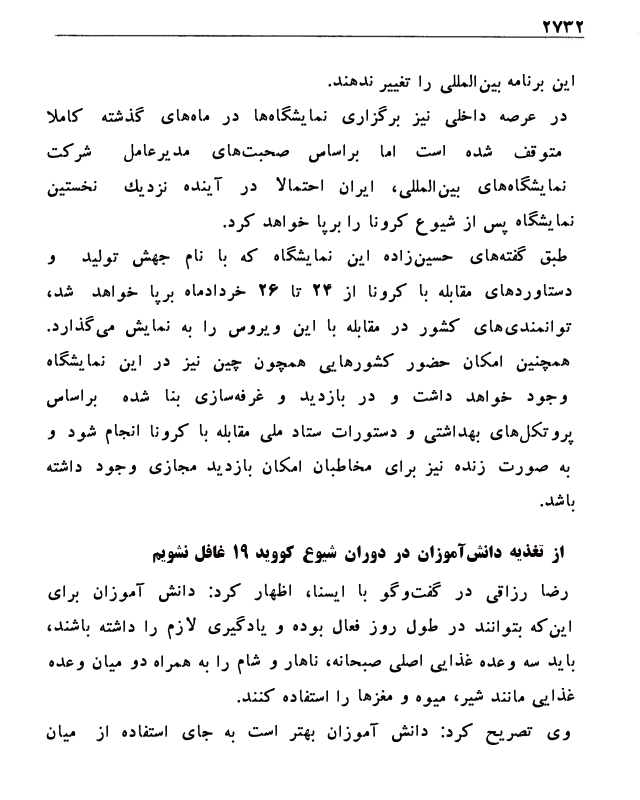 ۲۷۳۲
این برنامه بین‌المللی را تغییر ندهند.
در عرصه داخلی نیز برگزاری نمایشگاه‌ها در ماه‌های گذشته کاملا
متوقف شده است اما براساس صحبت‌های مدیرعامل شرکت
نمایشگاه‌های بین‌المللی، ایران احتمالا در آینده نزدیك نخستین
نمایشگاه پس از شیوع کرونا را برپا خواهد کرد.
طبق گفته‌های حسین‌زاده این نمایشگاه که با نام جهش تولید و
دستاوردهای مقابله با کرونا از ۲۴ تا ۲۶ خردادماه برپا خواهد شد،
توانمندی‌های کشور در مقابله با این ویروس را به نمایش می‌گذارد.
همچنین امکان حضور کشورهایی همچون چین نیز در این نمایشگاه
وجود خواهد داشت و در بازدید و غرفه‌سازی بنا شده براساس
پروتکل‌های بهداشتی و دستورات ستاد ملی مقابله با کرونا انجام شود و
به صورت زنده نیز برای مخاطبان امکان بازدید مجازی وجود داشته
باشد.
از تغذیه دانش‌آموزان در دوران شیوع کووید ۱۹ غافل نشویم
رضا رزاقی در گفت‌وگو با ایسنا، اظهار کرد: دانش آموزان برای
این‌که بتوانند در طول روز فعال بوده و یادگیری لازم را داشته باشند،
باید سه وعده غذایی اصلی صبحانه، ناهار و شام را به همراه دو میان وعده
غذایی مانند شیر، میوه و مغزها را استفاده کنند.
وی تصریح کرد: دانش آموزان بهتر است به جای استفاده از میان